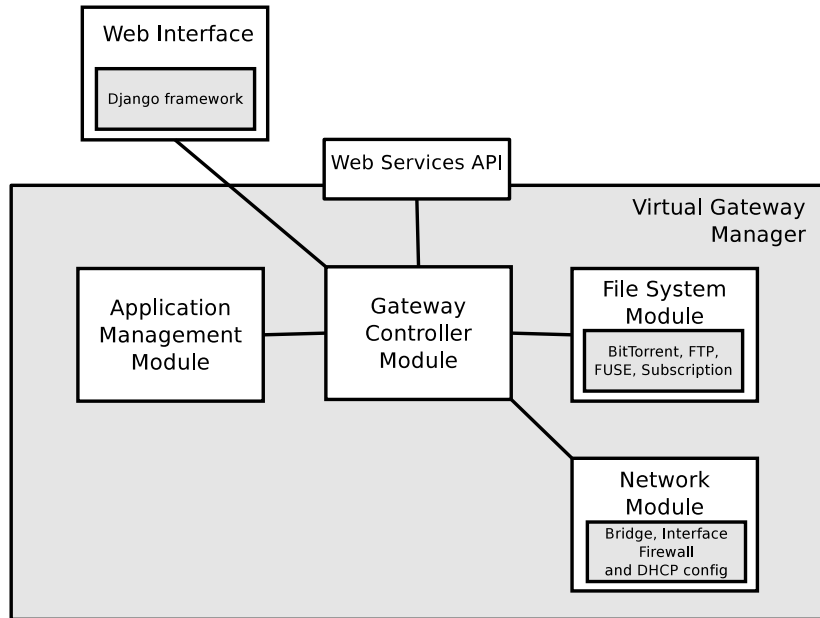 Web Interface
Django framework
Web Services API
Virtual Gateway
Manager
Application
Management
Module
Gateway
Controller
Module
File System
Module
BitTorrent, FTP,
FUSE, Subscription
Network
Module
Bridge, Interface
Firewall
and DHCP config